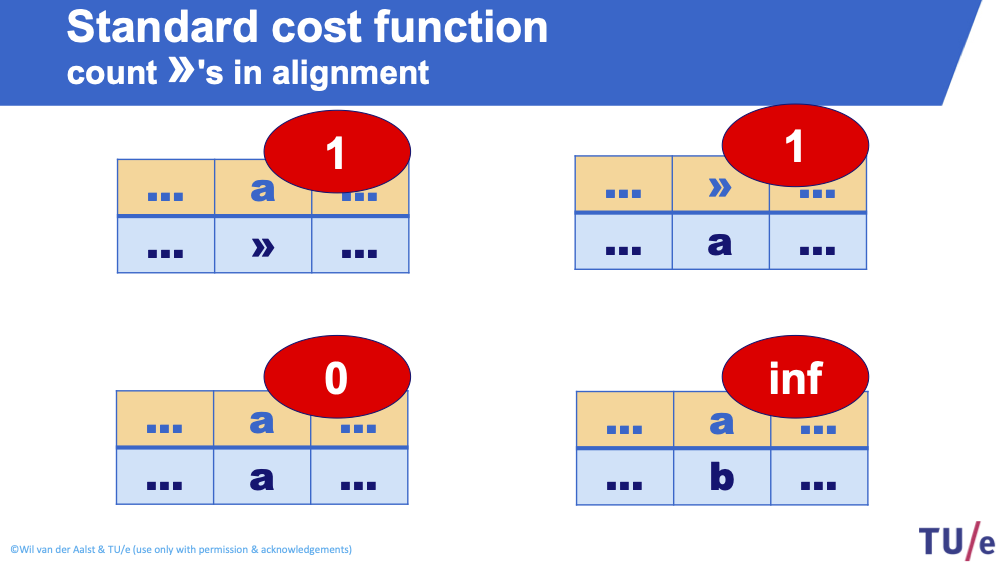 Standard cost function
count »'s in alignment
1
... a ...
... » ...
1
... » ...
... a ...
0
... a ...
... a ...
inf
... a ...
... b ...
©Wil van der Aalst & TU/e (use only with permission & acknowledgements)
TU/e